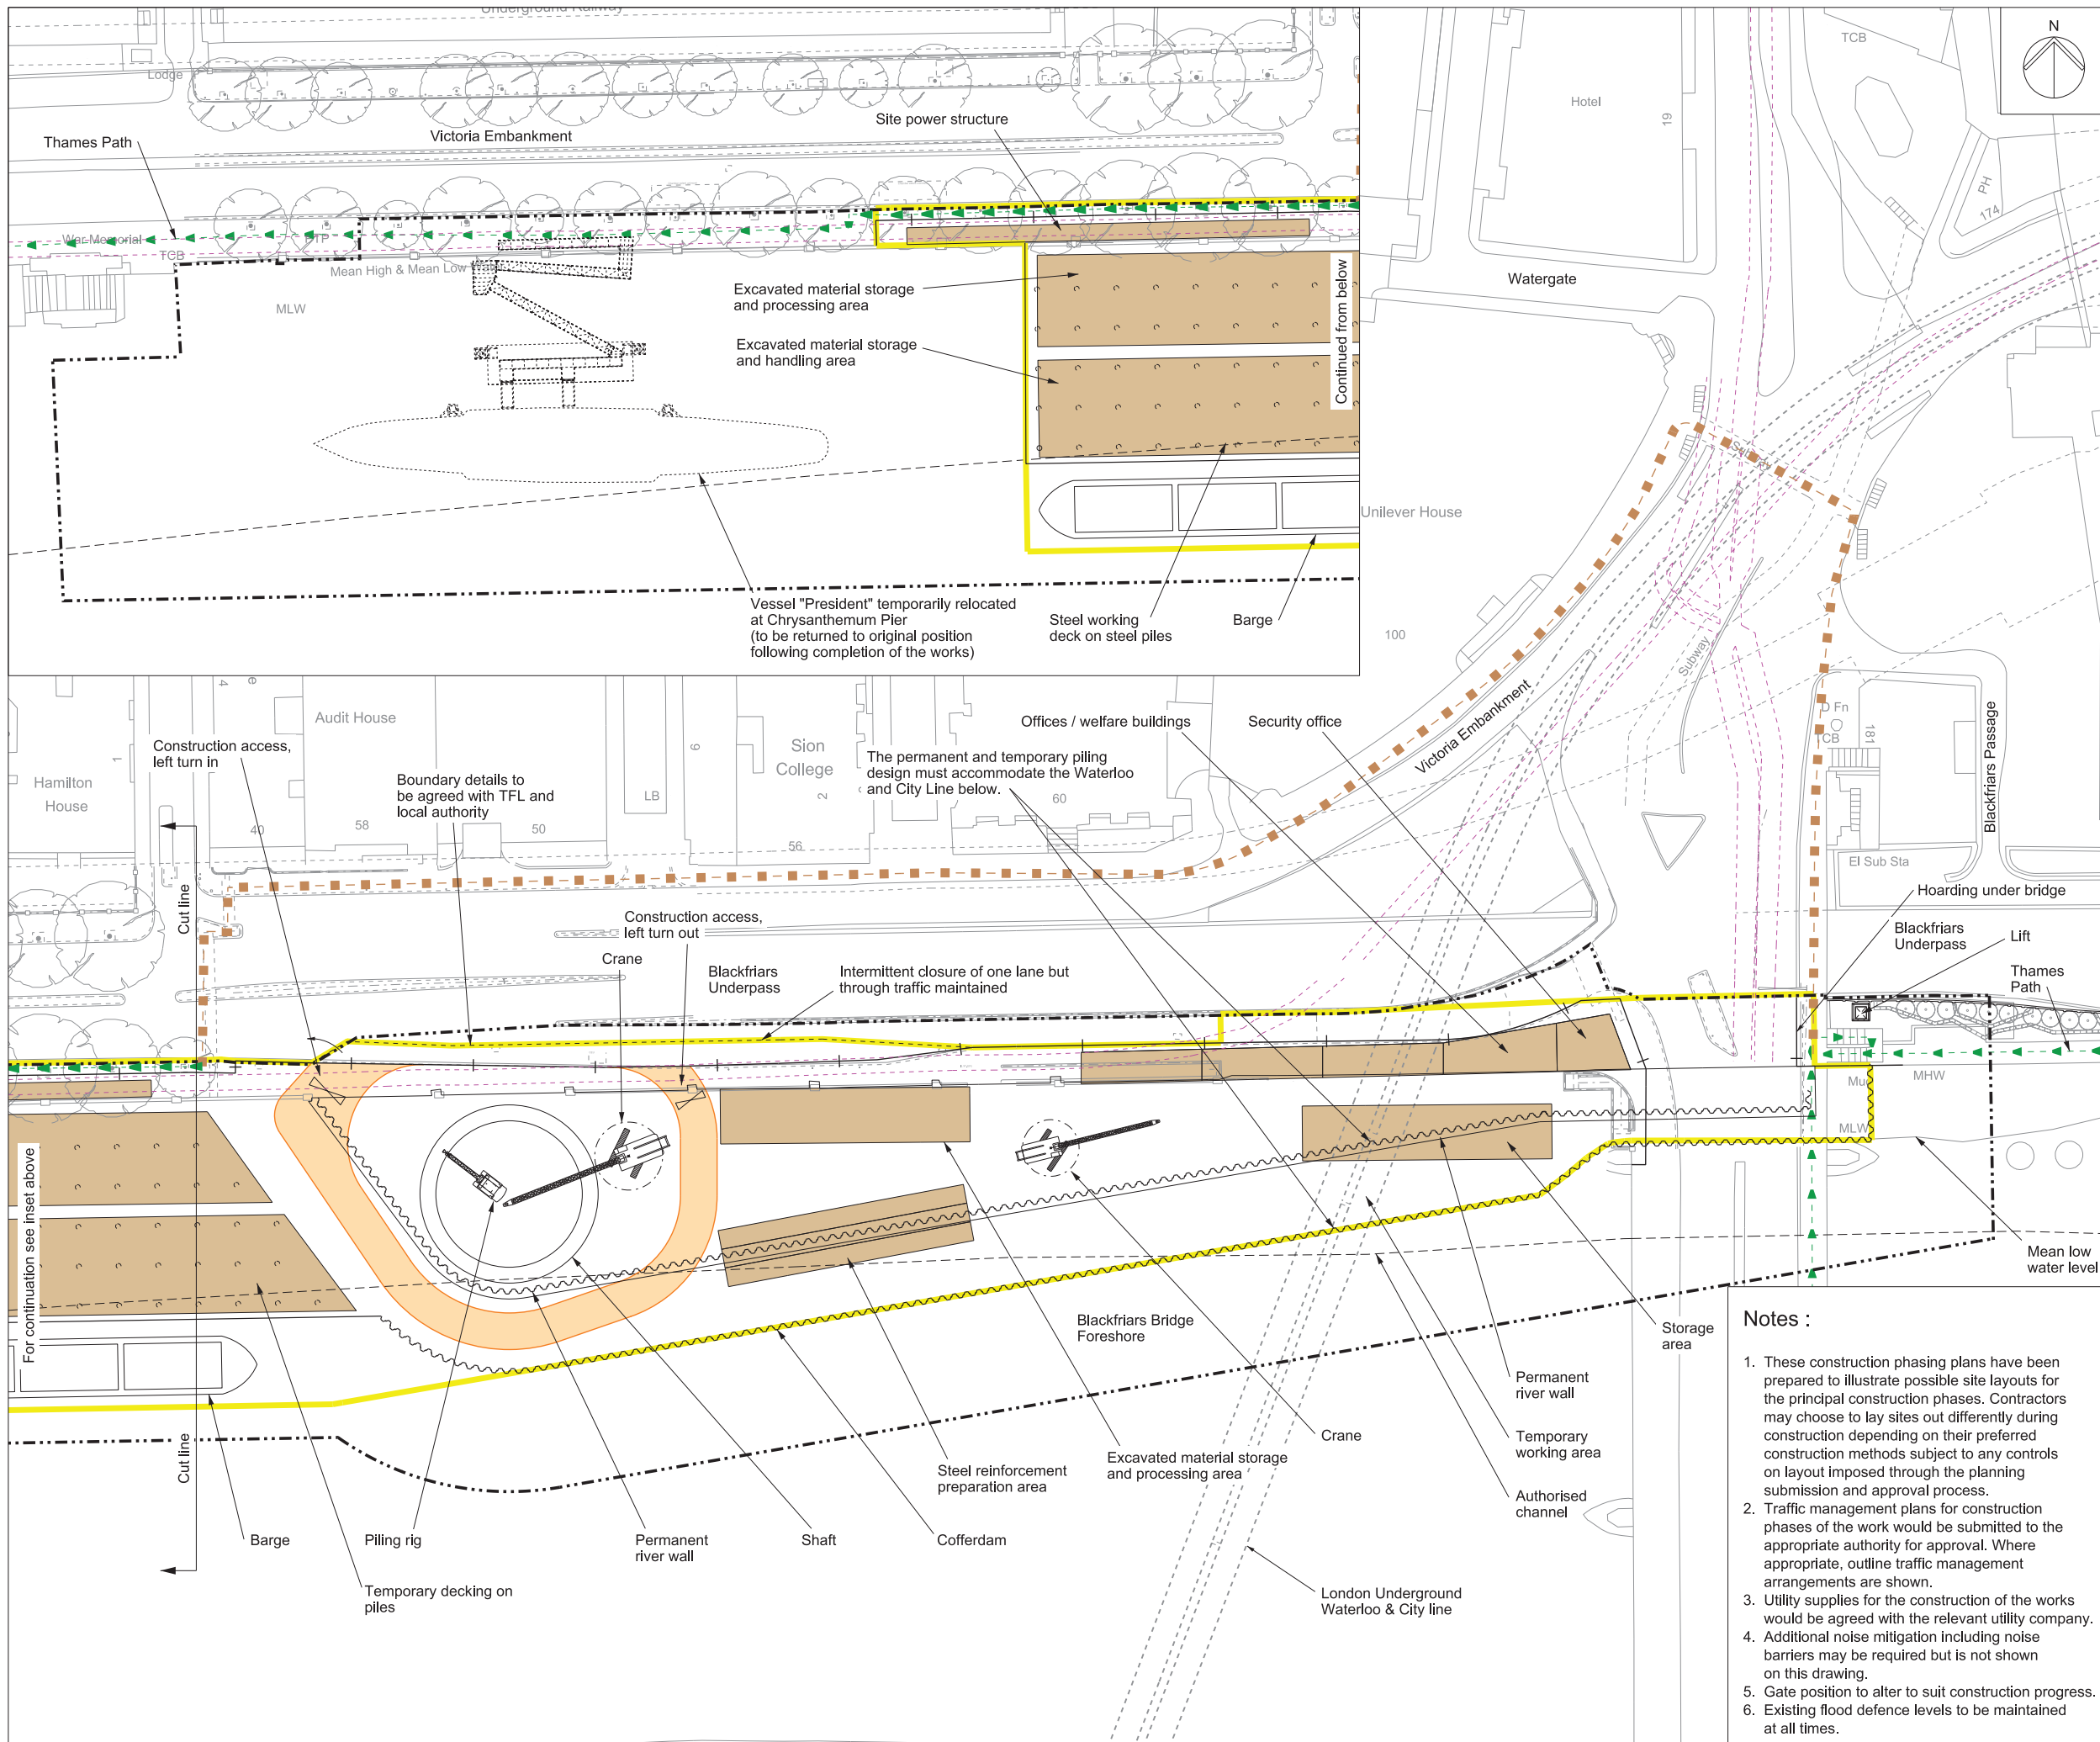 Underground Railway
Lodge
Thames Path
Victoria Embankment
Site power structure
War Memorial
TCB
Mean High & Mean Low
MLW
Excavated material storage
and processing area
Excavated material storage
and handling area
Continued from below
Vessel "President" temporarily relocated
at Chrysanthemum Pier
(to be returned to original position
following completion of the works)
Steel working
deck on steel piles
Barge
Hotel
19
TCB
N
PH
174
Watergate
Unilever House
100
Subway
Subway
Victoria Embankment
D Fn
CB
181
Blackfriars Passage
El Sub Sta
4
e
Audit House
Hamilton
House
1
Construction access,
left turn in
Boundary details to
be agreed with TFL and
local authority
40
58
50
LB
6
Sion
College
2
56
60
The permanent and temporary piling
design must accommodate the Waterloo
and City Line below.
Offices / welfare buildings
Security office
Cut line
Construction access,
left turn out
Crane
Blackfriars
Underpass
Intermittent closure of one lane but
through traffic maintained
Hoarding under bridge
Blackfriars
Underpass
Lift
Thames
Path
Mu
MHW
MLW
Mean low
water level
For continuation see inset above
Cut line
Barge
Piling rig
Temporary decking on
piles
Permanent
river wall
Shaft
Cofferdam
Steel reinforcement
preparation area
Excavated material storage
and processing area
Blackfriars Bridge
Foreshore
Crane
Storage
area
Permanent
river wall
Temporary
working area
Authorised
channel
London Underground
Waterloo & City line
Notes :
1. These construction phasing plans have been
prepared to illustrate possible site layouts for
the principal construction phases. Contractors
may choose to lay sites out differently during
construction depending on their preferred
construction methods subject to any controls
on layout imposed through the planning
submission and approval process.
2. Traffic management plans for construction
phases of the work would be submitted to the
appropriate authority for approval. Where
appropriate, outline traffic management
arrangements are shown.
3. Utility supplies for the construction of the works
would be agreed with the relevant utility company.
4. Additional noise mitigation including noise
barriers may be required but is not shown
on this drawing.
5. Gate position to alter to suit construction progress.
6. Existing flood defence levels to be maintained
at all times.